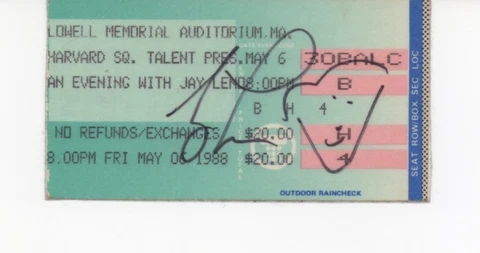 LOWELL MEMORIAL AUDITORIUM,MA.
HARVARD SQ. TALENT PRES.MAY 6 30BALC
AN EVENING WITH JAY LENO8:00PM B
B H 4
NO REFUNDS/EXCHANGES $20.00 H
8.00PM FRI MAY 06 1988 $20.00 4
OUTDOOR RAINCHECK
SEAT ROW/BOX SEC LOC